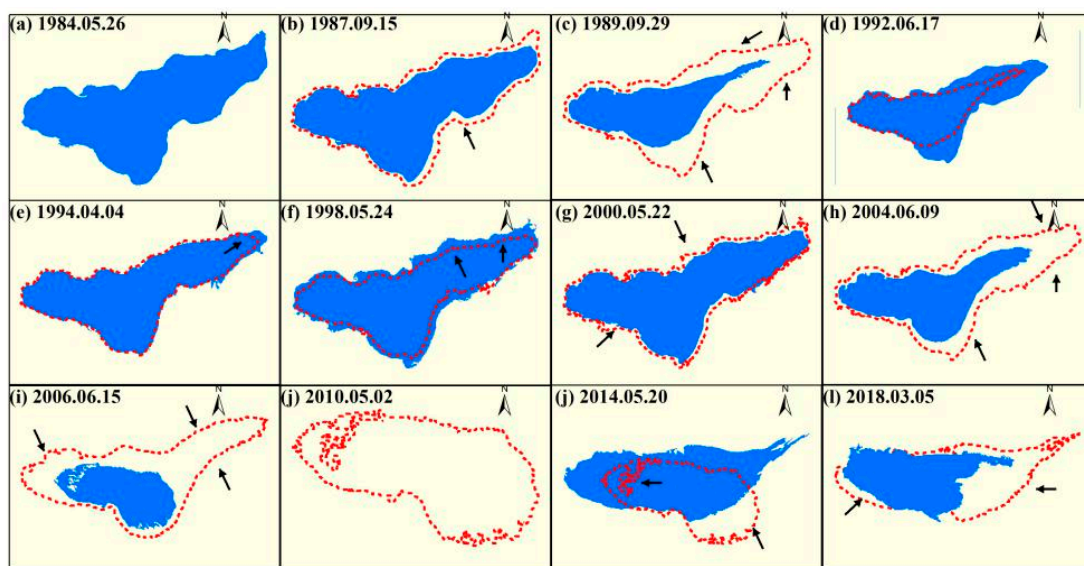 (a) 1984.05.26
N
(b) 1987.09.15
N
(c) 1989.09.29
N
(d) 1992.06.17
N
(e) 1994.04.04
N
(f) 1998.05.24
N
(g) 2000.05.22
N
(h) 2004.06.09
N
(i) 2006.06.15
N
(j) 2010.05.02
N
(j) 2014.05.20
N
(l) 2018.03.05
N